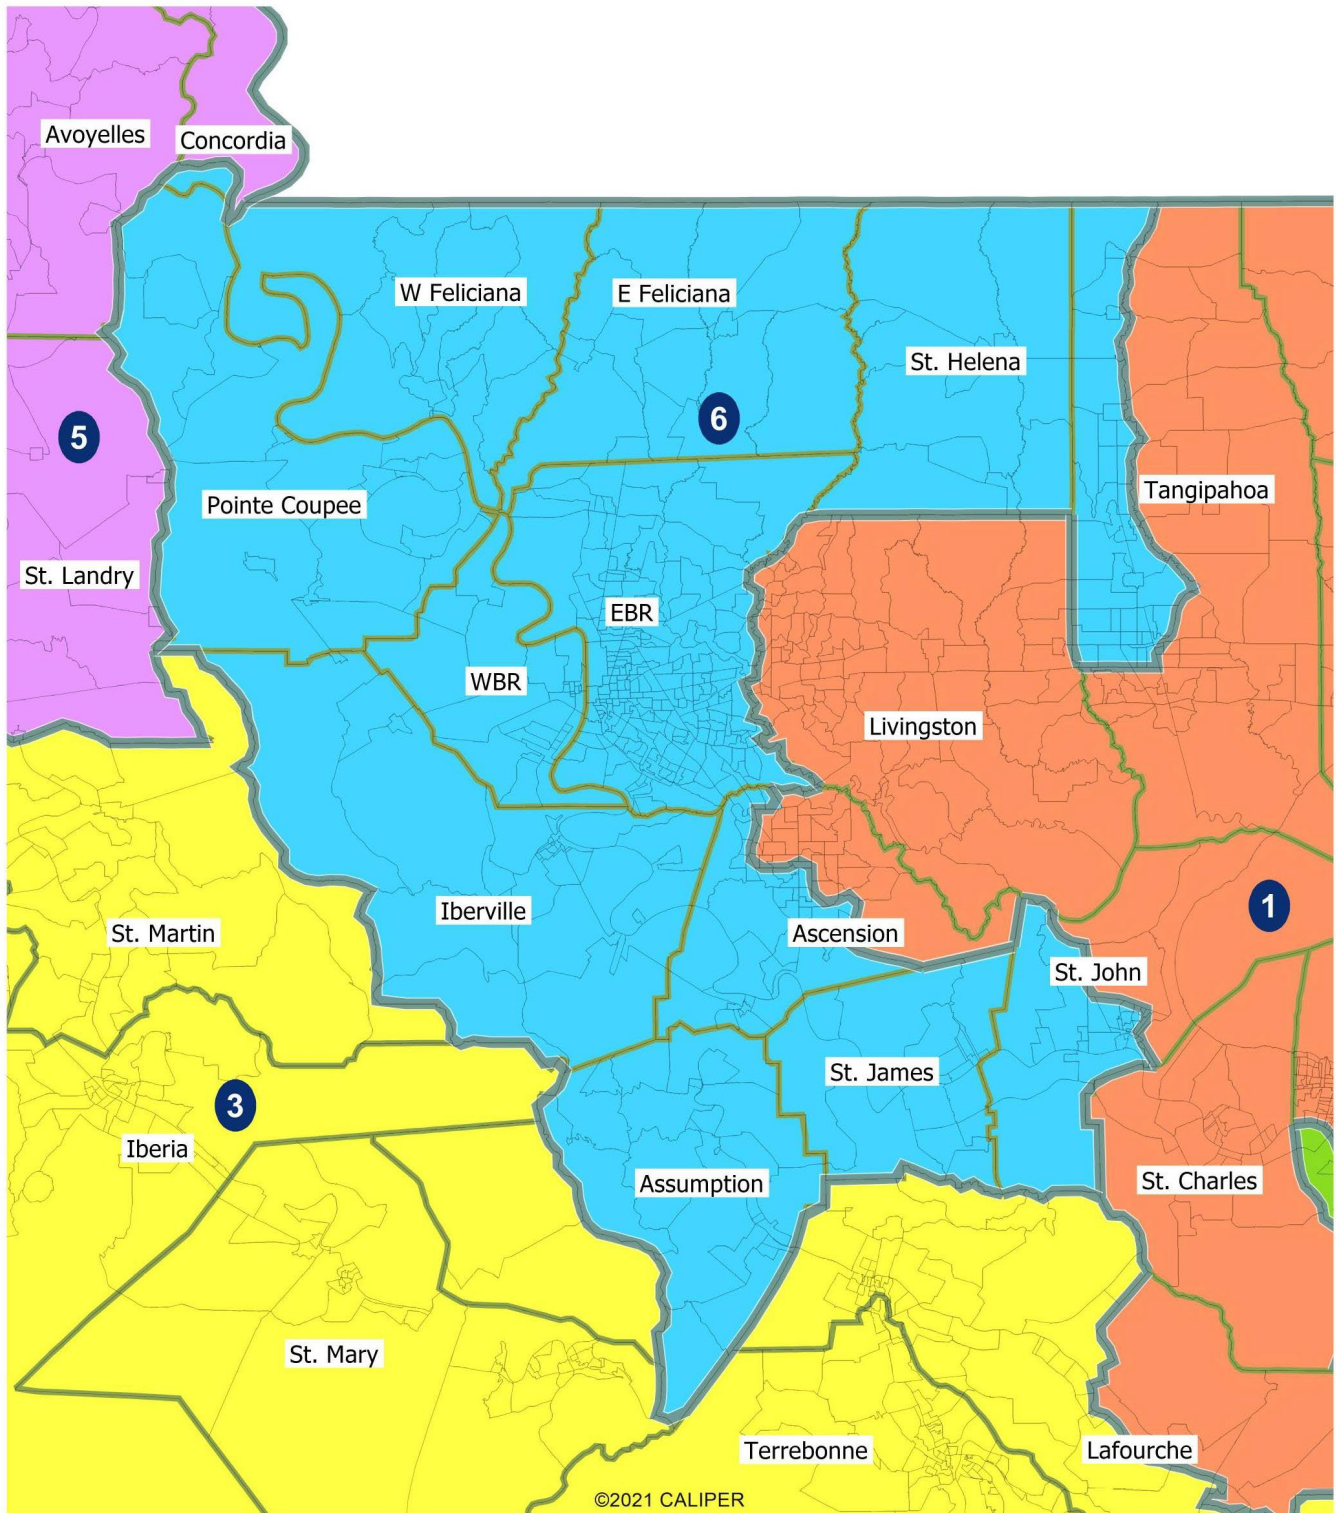 Avoyelles
Concordia
W Feliciana
E Feliciana
St. Helena
6
5
Pointe Coupee
Tangipahoa
St. Landry
EBR
WBR
Livingston
Iberville
1
St. Martin
Ascension
St. John
St. James
3
Iberia
Assumption
St. Charles
St. Mary
Terrebonne
Lafourche
©2021 CALIPER